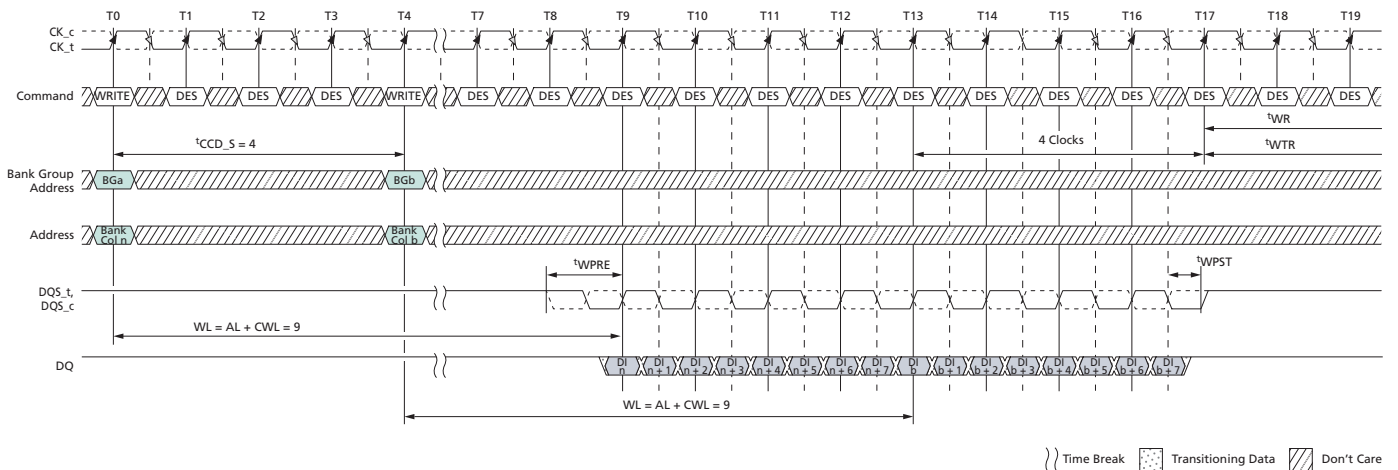 T0 T1 T2 T3 T4 T7 T8 T9 T10 T11 T12 T13 T14 T15 T16 T17 T18 T19
CK_c
CK_t
Command WRITE DES DES DES WRITE DES DES DES DES DES DES DES DES DES DES DES DES DES
tWR
tCCD_S = 4 4 Clocks tWTR
Bank Group
Address BGa BGb
Address Bank
Col n Bank
Col b
tWPRE tWPST
DQS_t,
DQS_c
WL = AL + CWL = 9
DQ DI
n DI
n + 1 DI
n + 2 DI
n + 3 DI
n + 4 DI
n + 5 DI
n + 6 DI
n + 7 DI
b DI
b + 1 DI
b + 2 DI
b + 3 DI
b + 4 DI
b + 5 DI
b + 6 DI
b + 7
WL = AL + CWL = 9
Time Break Transitioning Data Don't Care